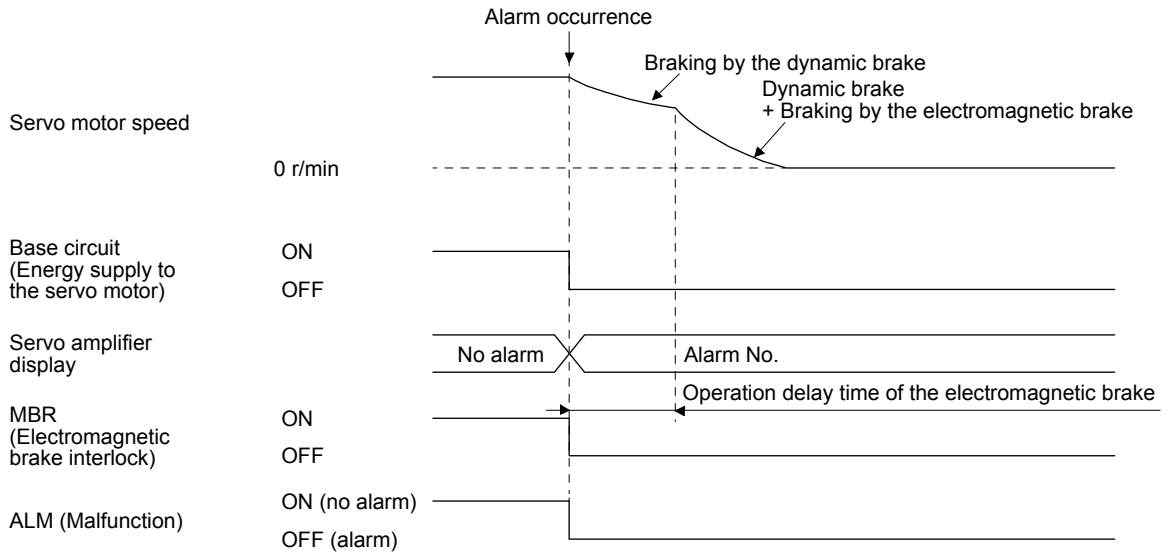 Alarm occurrence
Braking by the dynamic brake
Dynamic brake
+ Braking by the electromagnetic brake
Servo motor speed
0 r/min
Base circuit
(Energy supply to
the servo motor)
ON
OFF
Servo amplifier
display
No alarm
Alarm No.
Operation delay time of the electromagnetic brake
MBR
(Electromagnetic
brake interlock)
ON
OFF
ALM (Malfunction)
ON (no alarm)
OFF (alarm)